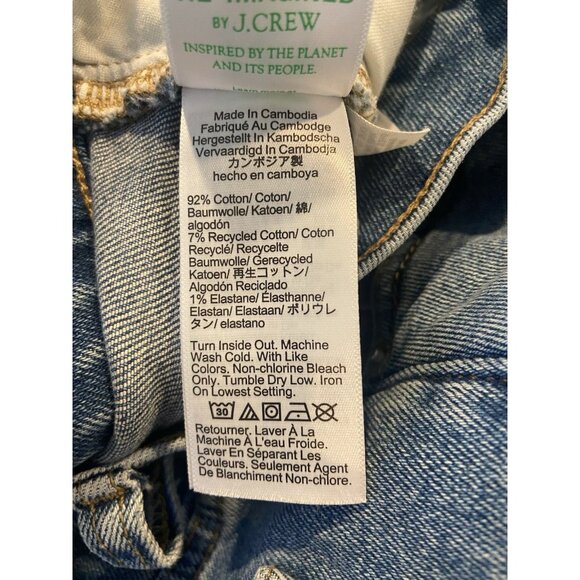 BY J.CREW
INSPIRED BY THE PLANET
AND ITS PEOPLE.
Made In Cambodia
Fabriqué Au Cambodge
Hergestellt In Kambodscha
Vervaardigd In Cambodja
カンボジア製
hecho en camboya
92% Cotton/ Coton/
Baumwolle/ Katoen/ 綿/
algodón
7% Recycled Cotton/ Coton
Recyclé/ Recycelte
Baumwolle/ Gerecycled
Katoen/ 再生コットン/
Algodón Reciclado
1% Elastane/ Élasthanne/
Elastan/ Elastaan/ ポリウレ
タン/ elastano
Turn Inside Out. Machine
Wash Cold. With Like
Colors. Non-chlorine Bleach
Only. Tumble Dry Low. Iron
On Lowest Setting.
30
Retourner. Laver À La
Machine À L'eau Froide.
Laver En Séparant Les
Couleurs. Seulement Agent
De Blanchiment Non-chlore.